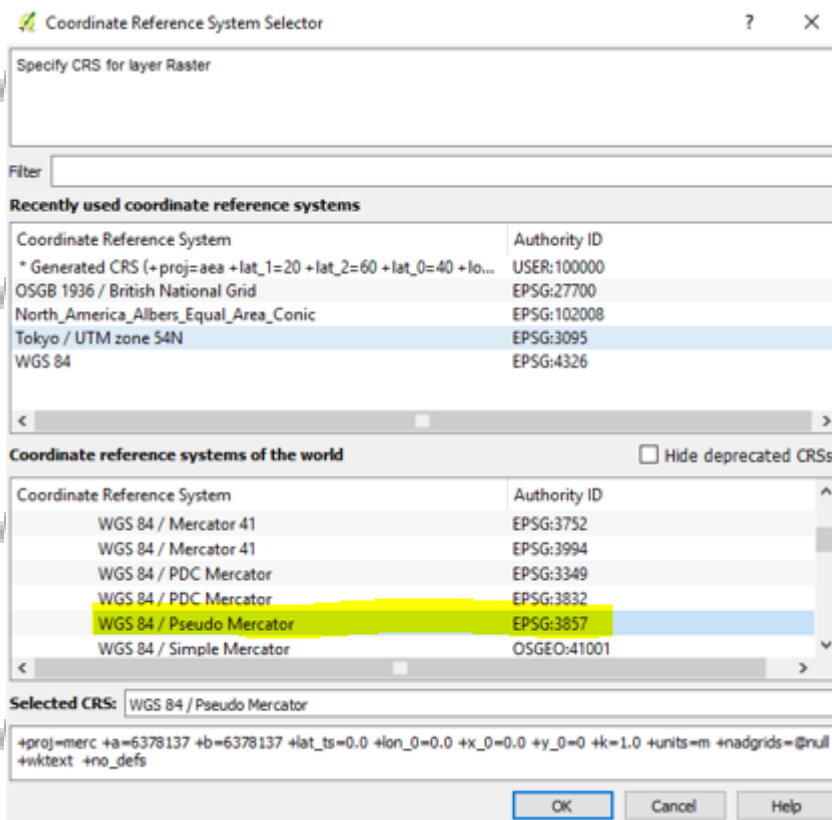 Coordinate Reference System Selector ? ×
Specify CRS for layer Raster
Filter
Recently used coordinate reference systems
Coordinate Reference System Authority ID
* Generated CRS (+proj=aea +lat_1=20 +lat_2=60 +lat_0=40 +lo... USER:100000
OSGB 1936 / British National Grid EPSG:27700
North_America_Albers_Equal_Area_Conic EPSG:102008
Tokyo / UTM zone 54N EPSG:3095
WGS 84 EPSG:4326
Coordinate reference systems of the world Hide deprecated CRSs
Coordinate Reference System Authority ID
WGS 84 / Mercator 41 EPSG:3752
WGS 84 / Mercator 41 EPSG:3994
WGS 84 / PDC Mercator EPSG:3349
WGS 84 / PDC Mercator EPSG:3832
WGS 84 / Pseudo Mercator EPSG:3857
WGS 84 / Simple Mercator OSGEO:41001
Selected CRS: WGS 84 / Pseudo Mercator
+proj=merc +a=6378137 +b=6378137 +lat_ts=0.0 +lon_0=0.0 +x_0=0.0 +y_0=0 +k=1.0 +units=m +nadgrids=@null
+wktext +no_defs
OK Cancel Help